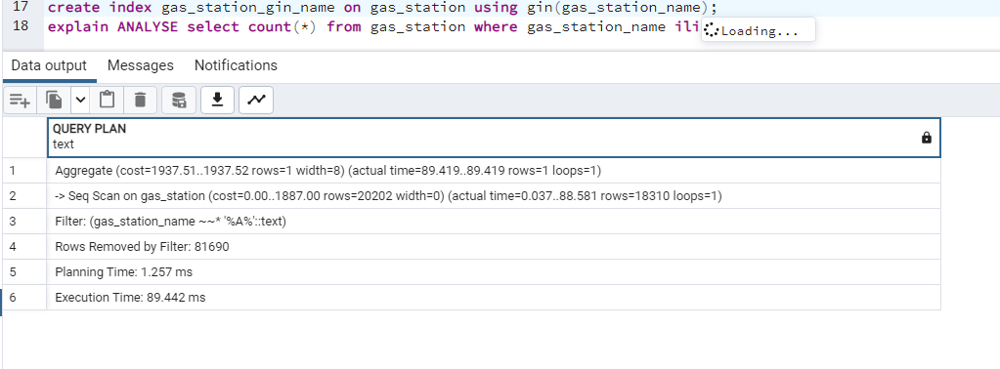 17 create index gas_station_gin_name on gas_station using gin(gas_station_name);
18 explain ANALYSE select count(*) from gas_station where gas_station_name ili
Loading...
Data output Messages Notifications
QUERY PLAN
text
1 Aggregate (cost=1937.51..1937.52 rows=1 width=8) (actual time=89.419..89.419 rows=1 loops=1)
2 -> Seq Scan on gas_station (cost=0.00..1887.00 rows=20202 width=0) (actual time=0.037..88.581 rows=18310 loops=1)
3 Filter: (gas_station_name ~~* '%A%'::text)
4 Rows Removed by Filter: 81690
5 Planning Time: 1.257 ms
6 Execution Time: 89.442 ms